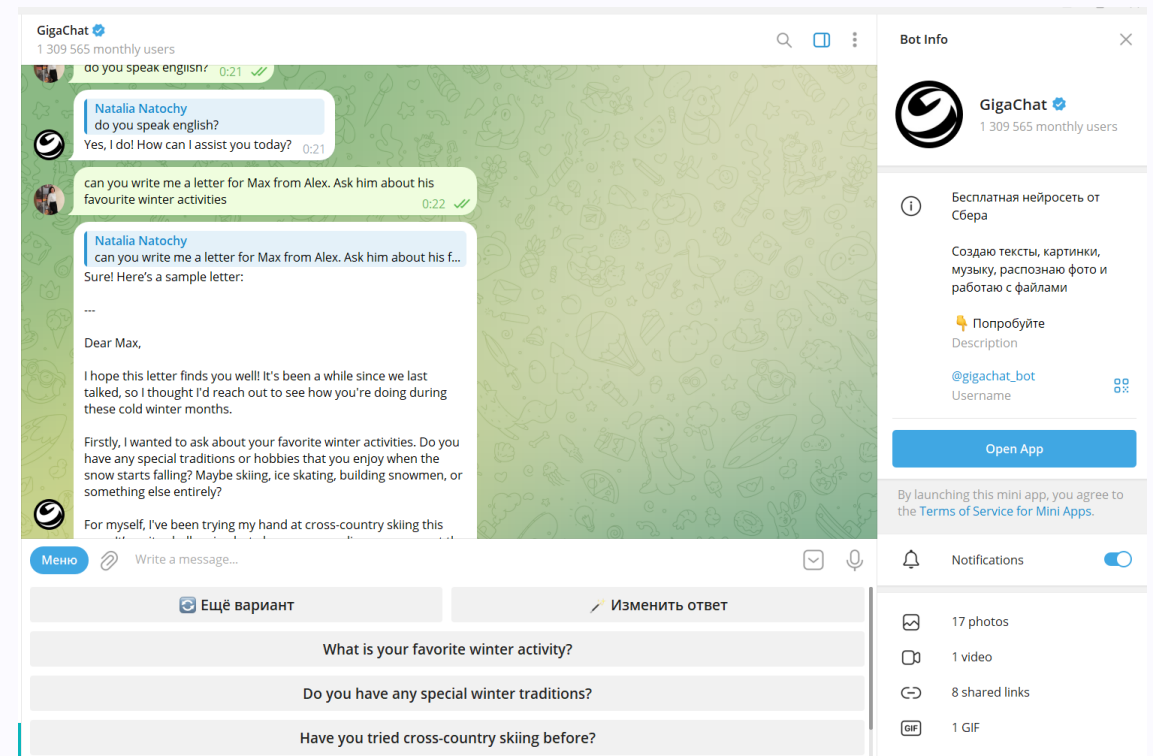 GigaChat
1 309 565 monthly users
do you speak english? 0:21
Natalia Natochy
do you speak english?
Yes, I do! How can I assist you today? 0:21
can you write me a letter for Max from Alex. Ask him about his
favourite winter activities 0:22
Natalia Natochy
can you write me a letter for Max from Alex. Ask him about his f...
Sure! Here's a sample letter:
---
Dear Max,
I hope this letter finds you well! It's been a while since we last
talked, so I thought I'd reach out to see how you're doing during
these cold winter months.
Firstly, I wanted to ask about your favorite winter activities. Do you
have any special traditions or hobbies that you enjoy when the
snow starts falling? Maybe skiing, ice skating, building snowmen, or
something else entirely?
For myself, I've been trying my hand at cross-country skiing this
Меню
Write a message...
Ещё вариант
Изменить ответ
What is your favorite winter activity?
Do you have any special winter traditions?
Have you tried cross-country skiing before?
Bot Info
GigaChat
1 309 565 monthly users
Бесплатная нейросеть от
Сбера
Создаю тексты, картинки,
музыку, распознаю фото и
работаю с файлами
Попробуйте
Description
@gigachat_bot
Username
Open App
By launching this mini app, you agree to
the Terms of Service for Mini Apps.
Notifications
17 photos
1 video
8 shared links
GIF
1 GIF